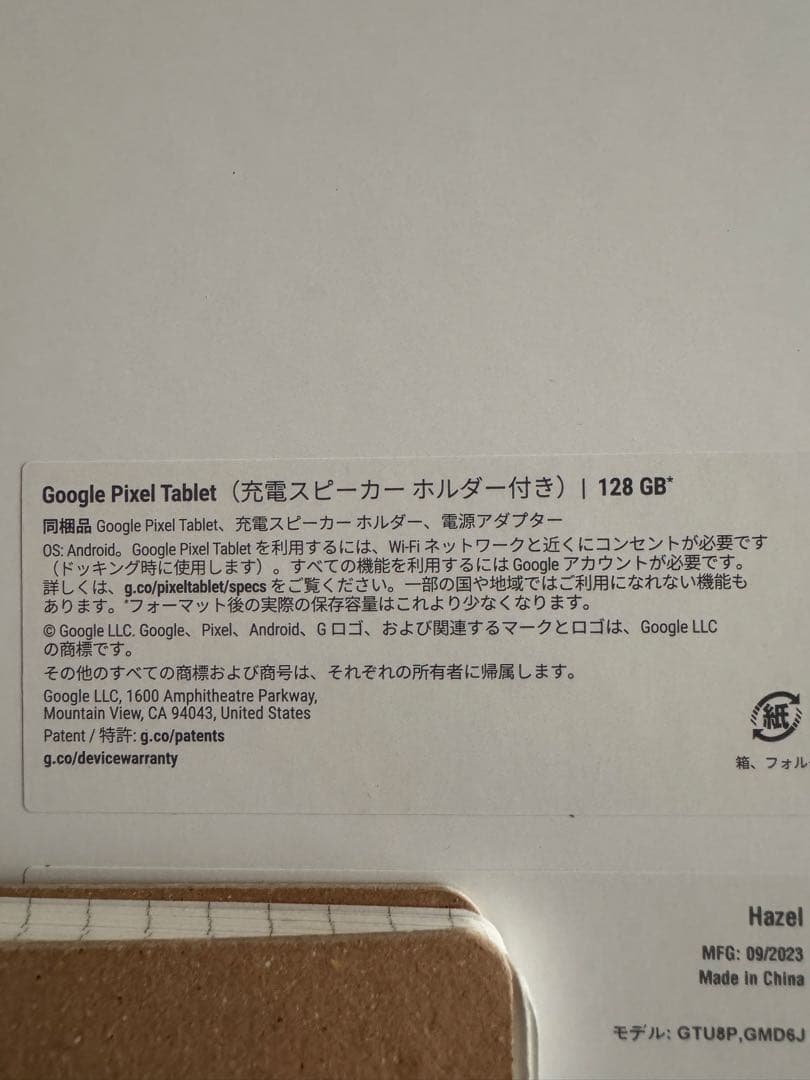 Google Pixel Tablet（充電スピーカー ホルダー付き）| 128 GB*
同梱品 Google Pixel Tablet、充電スピーカー ホルダー、電源アダプター
OS: Android。Google Pixel Tablet を利用するには、Wi-Fi ネットワークと近くにコンセントが必要です
（ドッキング時に使用します）。すべての機能を利用するには Google アカウントが必要です。
詳しくは、g.co/pixeltablet/specs をご覧ください。一部の国や地域ではご利用になれない機能も
あります。*フォーマット後の実際の保存容量はこれより少なくなります。
© Google LLC. Google、Pixel、Android、G ロゴ、および関連するマークとロゴは、Google LLC
の商標です。
その他のすべての商標および商号は、それぞれの所有者に帰属します。
Google LLC, 1600 Amphitheatre Parkway,
Mountain View, CA 94043, United States
Patent / 特許: g.co/patents
g.co/devicewarranty
紙
箱、フォル
Hazel
MFG: 09/2023
Made in China
モデル: GTU8P,GMD6J